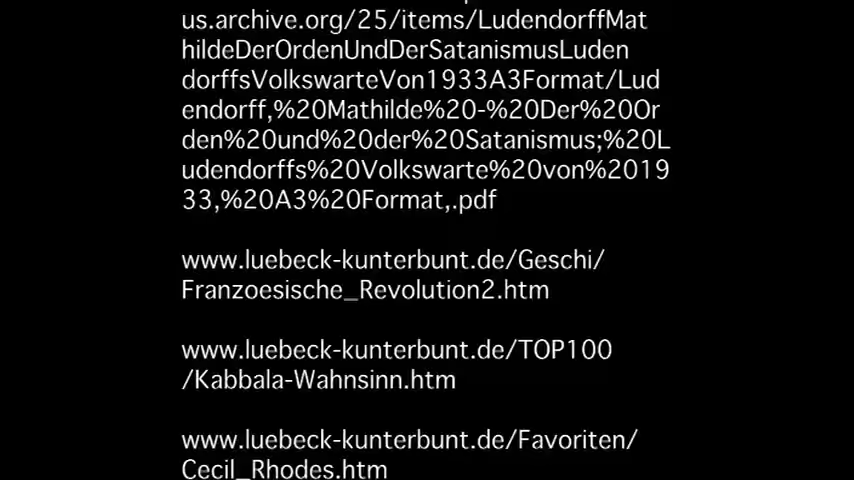 us.archive.org/25/items/LudendorffMat
hildeDerOrdenUndDerSatanismusLuden
dorffsVolkswarteVon1933A3Format/Lud
endorff,%20Mathilde%20-%20Der%20Or
den%20und%20der%20Satanismus;%20L
udendorffs%20Volkswarte%20von%2019
33,%20A3%20Format,.pdf
www.luebeck-kunterbunt.de/Geschi/
Franzoesische_Revolution2.htm
www.luebeck-kunterbunt.de/TOP100
/Kabbala-Wahnsinn.htm
www.luebeck-kunterbunt.de/Favoriten/
Cecil_Rhodes.htm